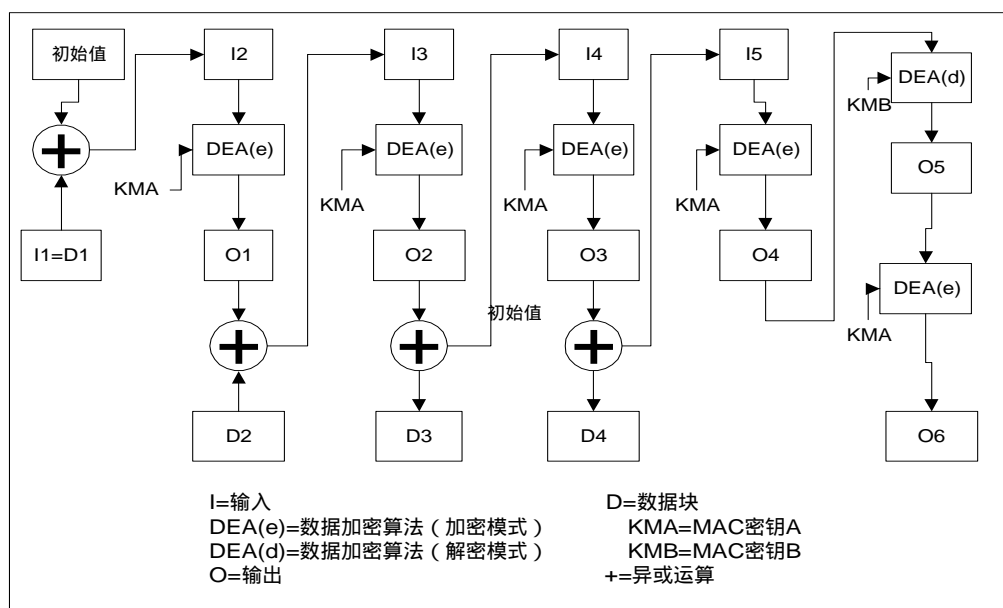 初始值
I2
I3
I4
I5
DEA(d)
KMB
DEA(e)
DEA(e)
DEA(e)
DEA(e)
O5
KMA
KMA
KMA
KMA
I1=D1
O1
O2
O3
O4
DEA(e)
初始值
KMA
D2
D3
D4
O6
I=输入
DEA(e)=数据加密算法（加密模式）
DEA(d)=数据加密算法（解密模式）
O=输出
D=数据块
KMA=MAC密钥A
KMB=MAC密钥B
+=异或运算